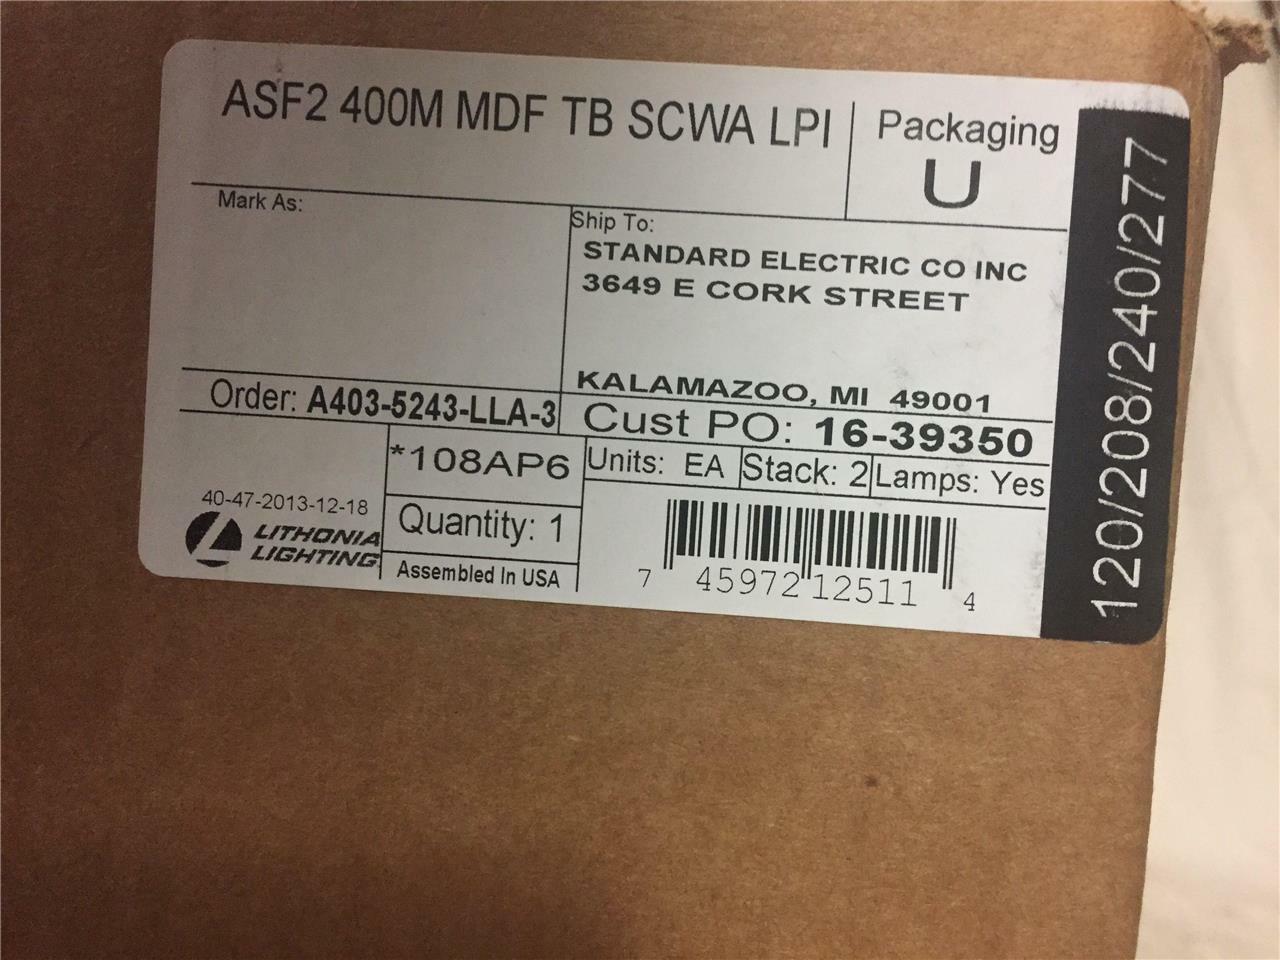 ASF2 400M MDF TB SCWA LPI
Packaging
U
Mark As:
Ship To:
STANDARD ELECTRIC CO INC
3649 E CORK STREET
KALAMAZOO, MI 49001
Order: A403-5243-LLA-3
Cust PO: 16-39350
*108AP6
Units: EA
Stack: 2
Lamps: Yes
40-47-2013-12-18
LITHONIA
LIGHTING
Quantity: 1
Assembled In USA
7 45972 12511 4
120/208/240/277